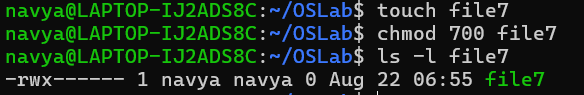 navya@LAPTOP-IJ2ADS8C:~/OSLab$ touch file7
navya@LAPTOP-IJ2ADS8C:~/OSLab$ chmod 700 file7
navya@LAPTOP-IJ2ADS8C:~/OSLab$ ls -l file7
-rwx------ 1 navya navya 0 Aug 22 06:55 file7